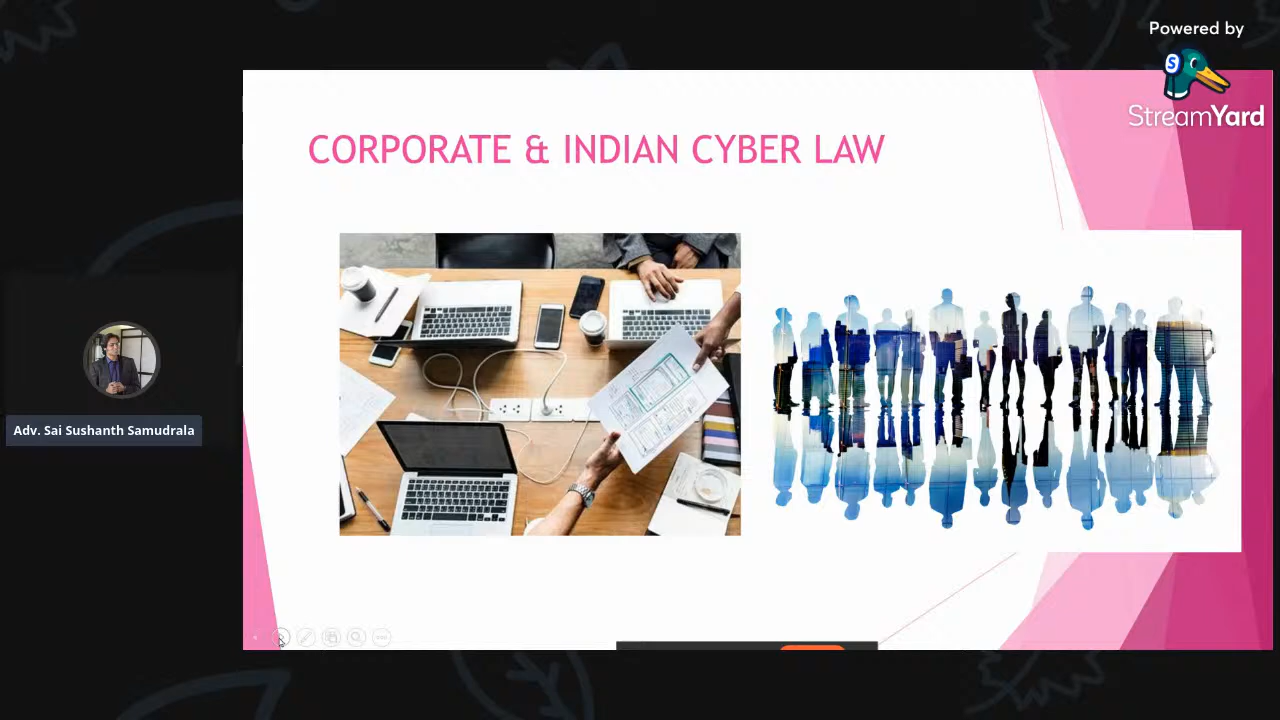 Powered by
S
StreamYard
CORPORATE & INDIAN CYBER LAW
Adv. Sai Sushanth Samudrala